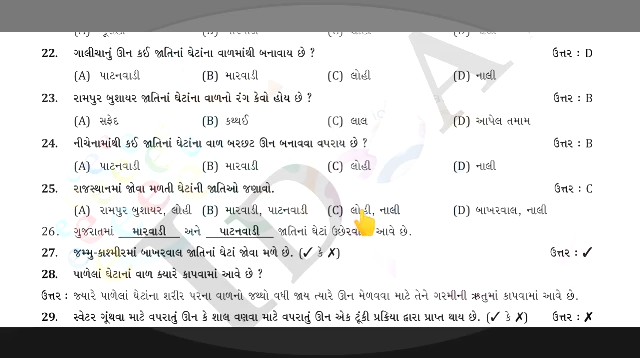 22. ગાલીચાનું ઊન કઈ જાતિનાં ઘેટાંના વાળમાંથી બનાવાય છે ? ઉત્તર : D
(A) પાટનવાડી (B) મારવાડી (C) લોહી (D) નાલી
23. રામપુર બુશાયર જાતિનાં ઘેટાંના વાળનો રંગ કેવો હોય છે ? ઉત્તર : B
(A) સફેદ (B) કથ્થઈ (C) લાલ (D) આપેલ તમામ
24. નીચેનામાંથી કઈ જાતિનાં ઘેટાંના વાળ બરછટ ઊન બનાવવા વપરાય છે ? ઉત્તર : B
(A) પાટનવાડી (B) મારવાડી (C) લોહી (D) નાલી
25. રાજસ્થાનમાં જોવા મળતી ઘેટાંની જાતિઓ જણાવો. ઉત્તર : C
(A) રામપુર બુશાયર, લોહી (B) મારવાડી, પાટનવાડી (C) લોહી, નાલી (D) બાખરવાલ, નાલી
26. ગુજરાતમાં મારવાડી અને પાટનવાડી જાતિનાં ઘેટાં ઉછેરવામાં આવે છે.
27. જમ્મુ-કાશ્મીરમાં બાખરવાલ જાતિનાં ઘેટાં જોવા મળે છે. (✓ કે ✗) ઉત્તર : ✓
28. પાળેલાં ઘેટાનાં વાળ ક્યારે કાપવામાં આવે છે ?
ઉત્તર : જ્યારે પાળેલાં ઘેટાંના શરીર પરના વાળનો જથ્થો વધી જાય ત્યારે ઊન મેળવવા માટે તેને ગરમીની ઋતુમાં કાપવામાં આવે છે.
29. સ્વેટર ગૂંથવા માટે વપરાતું ઊન કે શાલ વણવા માટે વપરાતું ઊન એક ટૂંકી પ્રક્રિયા દ્વારા પ્રાપ્ત થાય છે. (✓ કે ✗) ઉત્તર : ✗